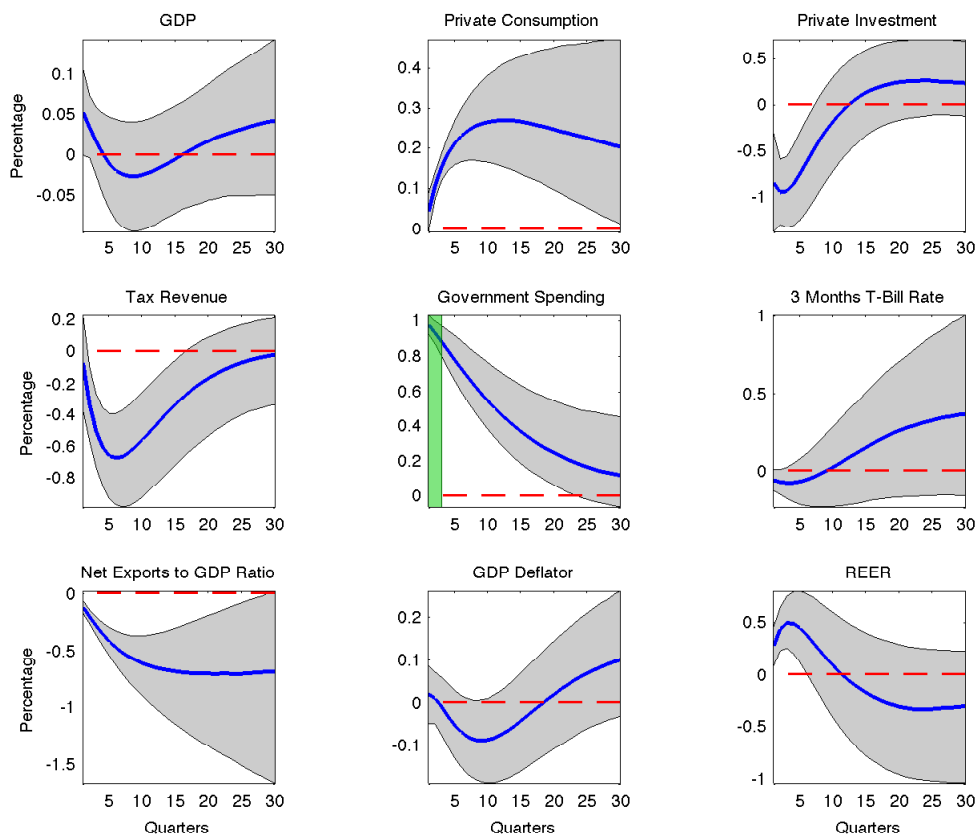 GDP
Private Consumption
Private Investment
Percentage
0.1
0.05
0
-0.05
5 10 15 20 25 30
0.4
0.3
0.2
0.1
0
5 10 15 20 25 30
0.5
0
-0.5
-1
5 10 15 20 25 30
Tax Revenue
Government Spending
3 Months T-Bill Rate
Percentage
0.2
0
-0.2
-0.4
-0.6
-0.8
5 10 15 20 25 30
1
0.8
0.6
0.4
0.2
0
5 10 15 20 25 30
1
0.5
0
5 10 15 20 25 30
Net Exports to GDP Ratio
GDP Deflator
REER
Percentage
0
-0.5
-1
-1.5
5 10 15 20 25 30
Quarters
0.2
0.1
0
-0.1
5 10 15 20 25 30
Quarters
0.5
0
-0.5
-1
5 10 15 20 25 30
Quarters